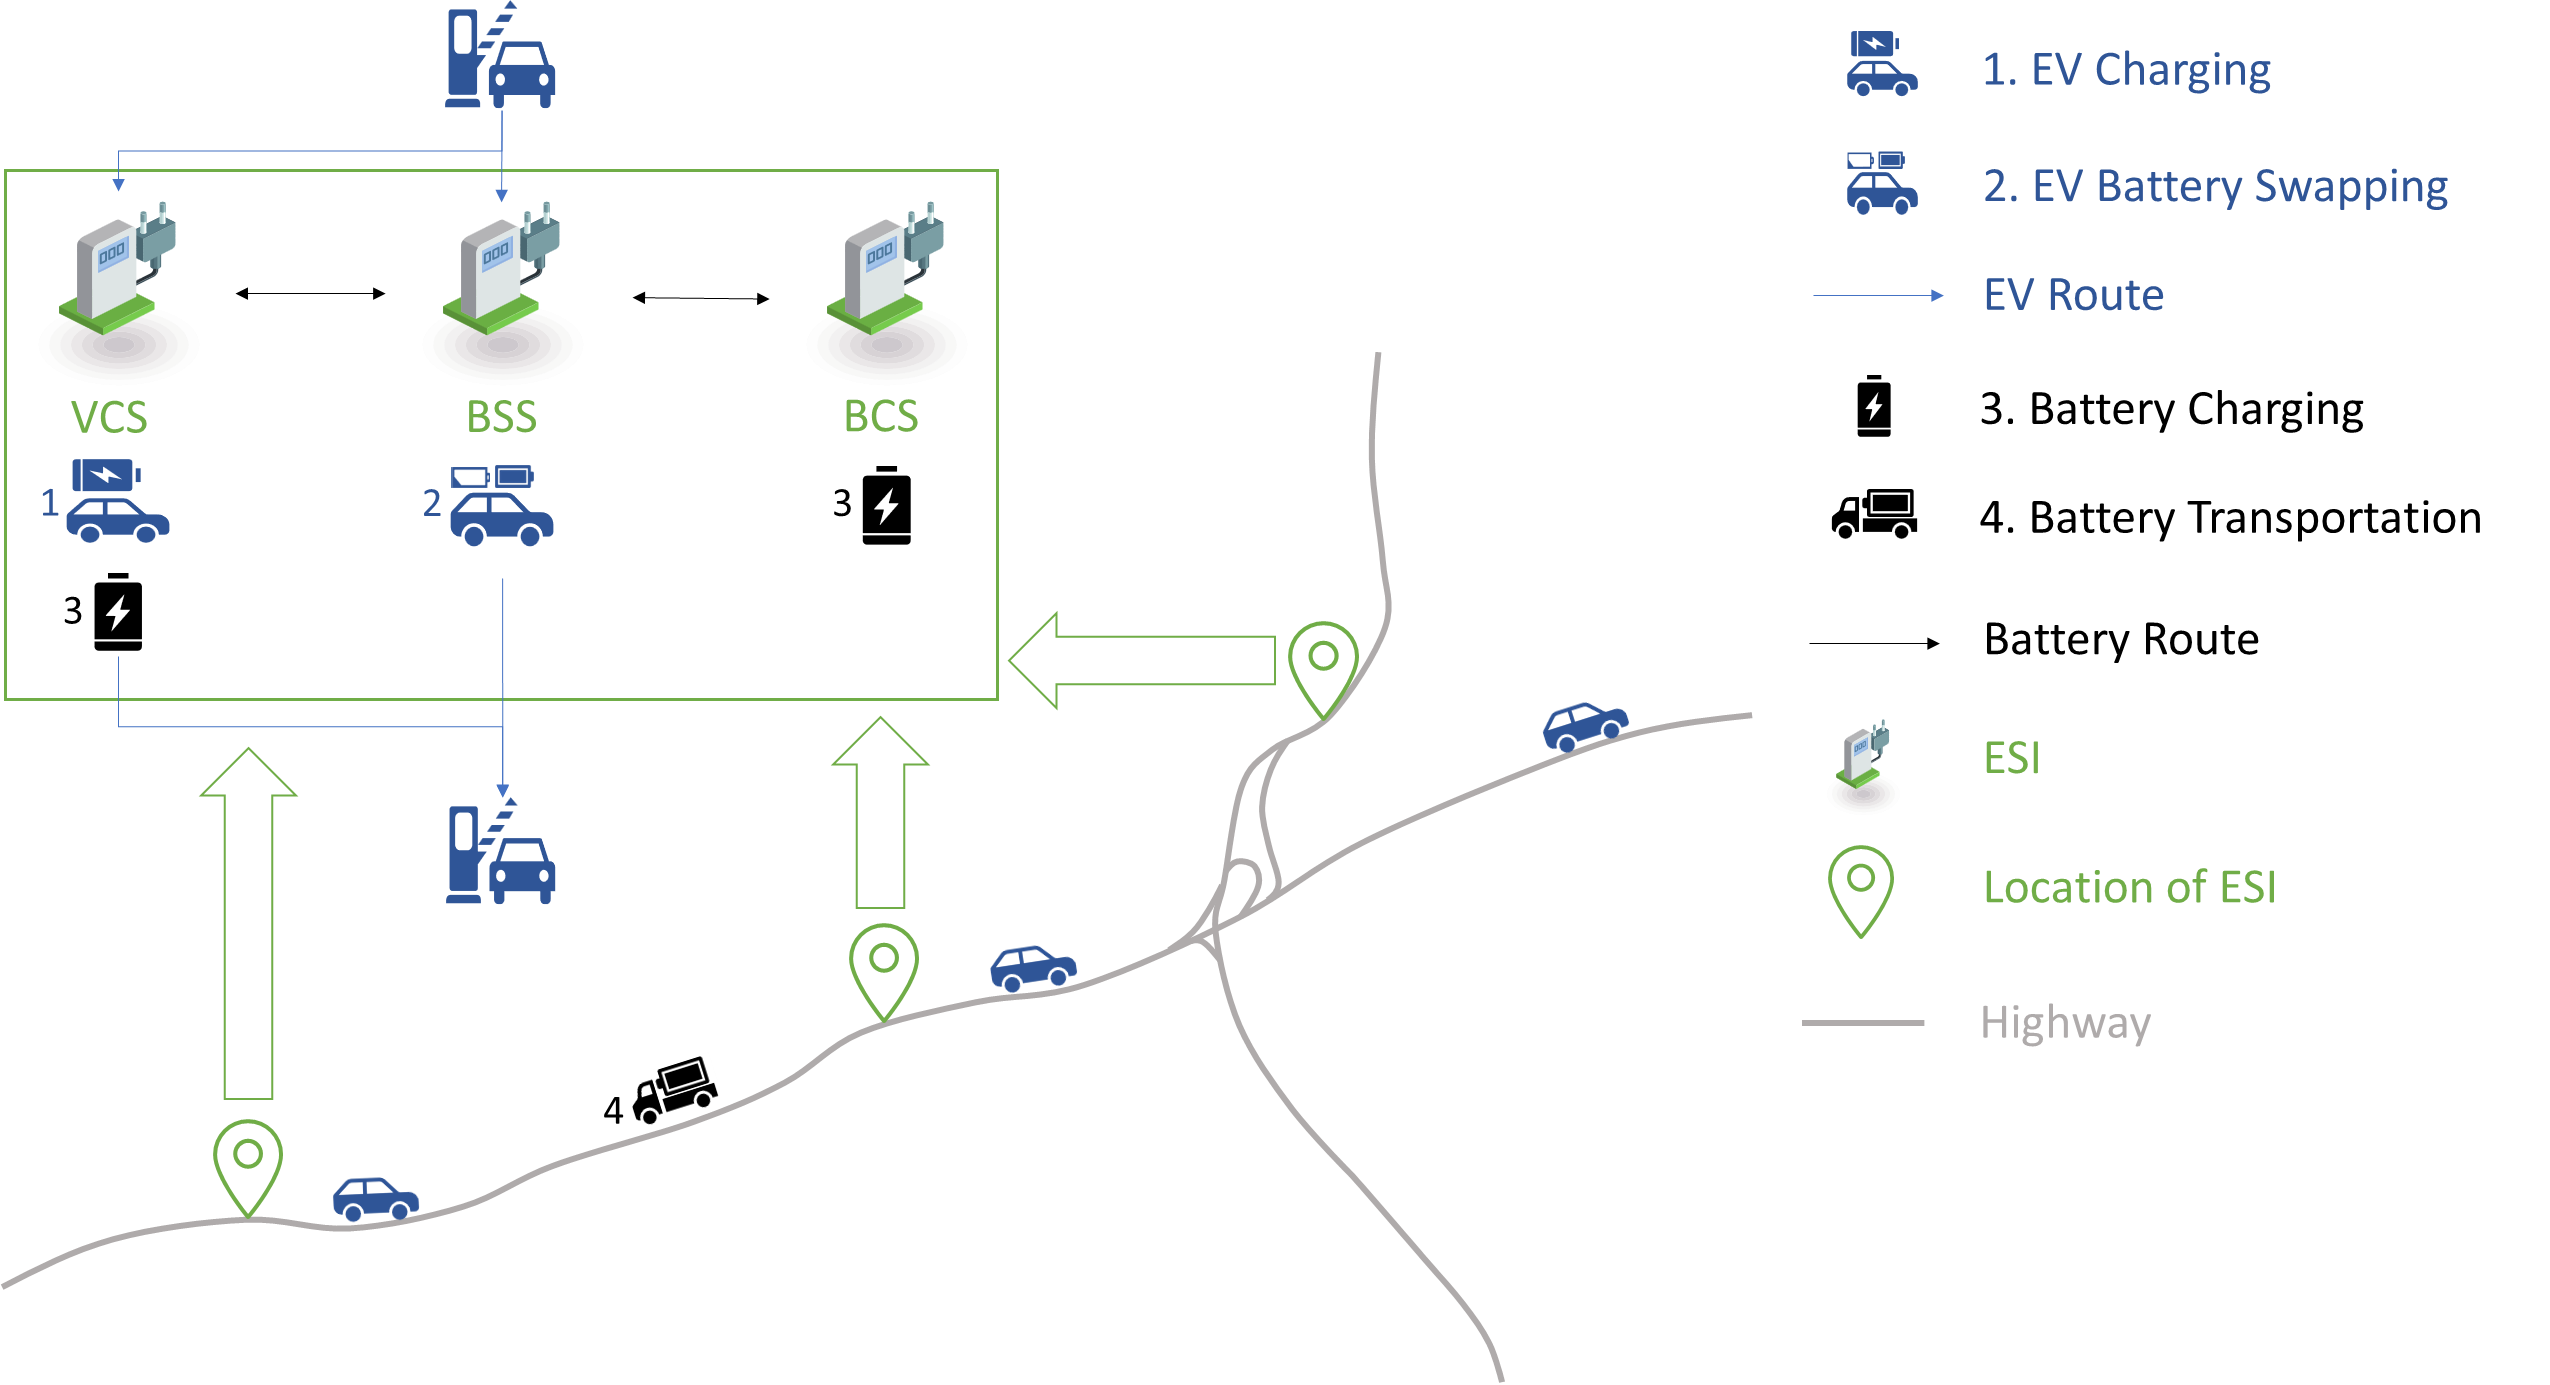 VCS
BSS
BCS
1
2
3
3
4
1. EV Charging
2. EV Battery Swapping
EV Route
3. Battery Charging
4. Battery Transportation
Battery Route
ESI
Location of ESI
Highway